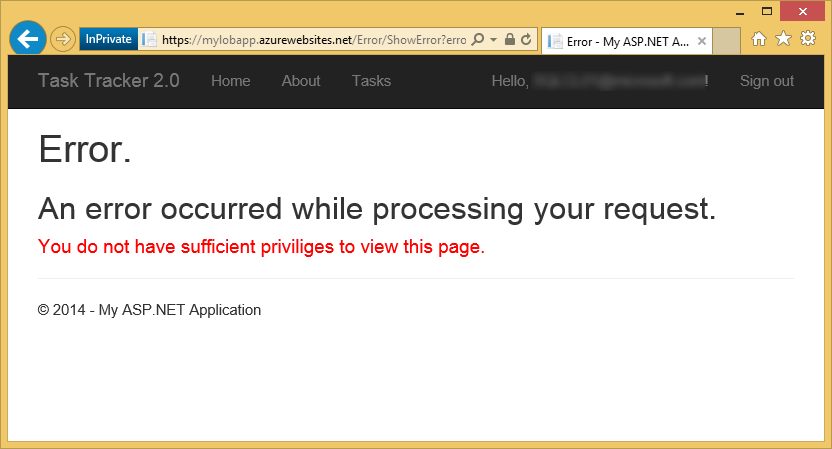 InPrivate https://mylobapp.azurewebsites.net/Error/ShowError?erro Error - My ASP.NET A...
Task Tracker 2.0 Home About Tasks Hello, ! Sign out
Error.
An error occurred while processing your request.
You do not have sufficient priviliges to view this page.
© 2014 - My ASP.NET Application